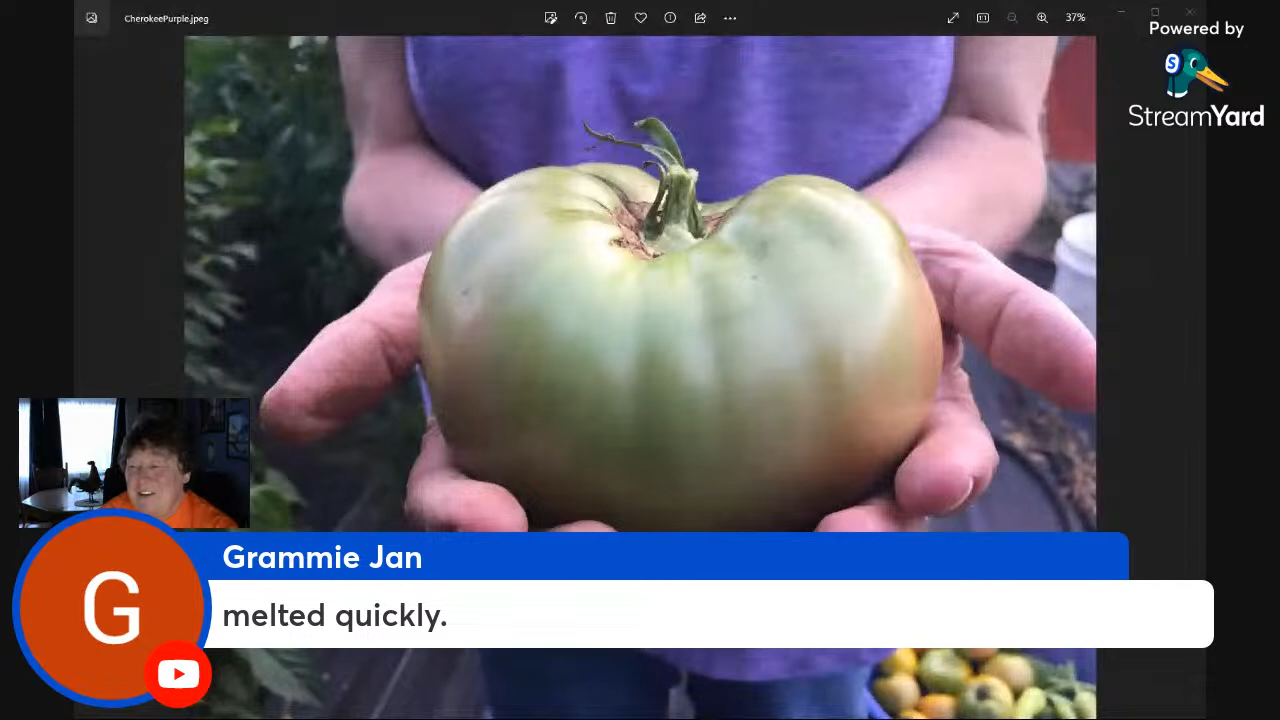 CherokeePurple.jpeg
37%
Powered by
S
StreamYard
G
Grammie Jan
melted quickly.